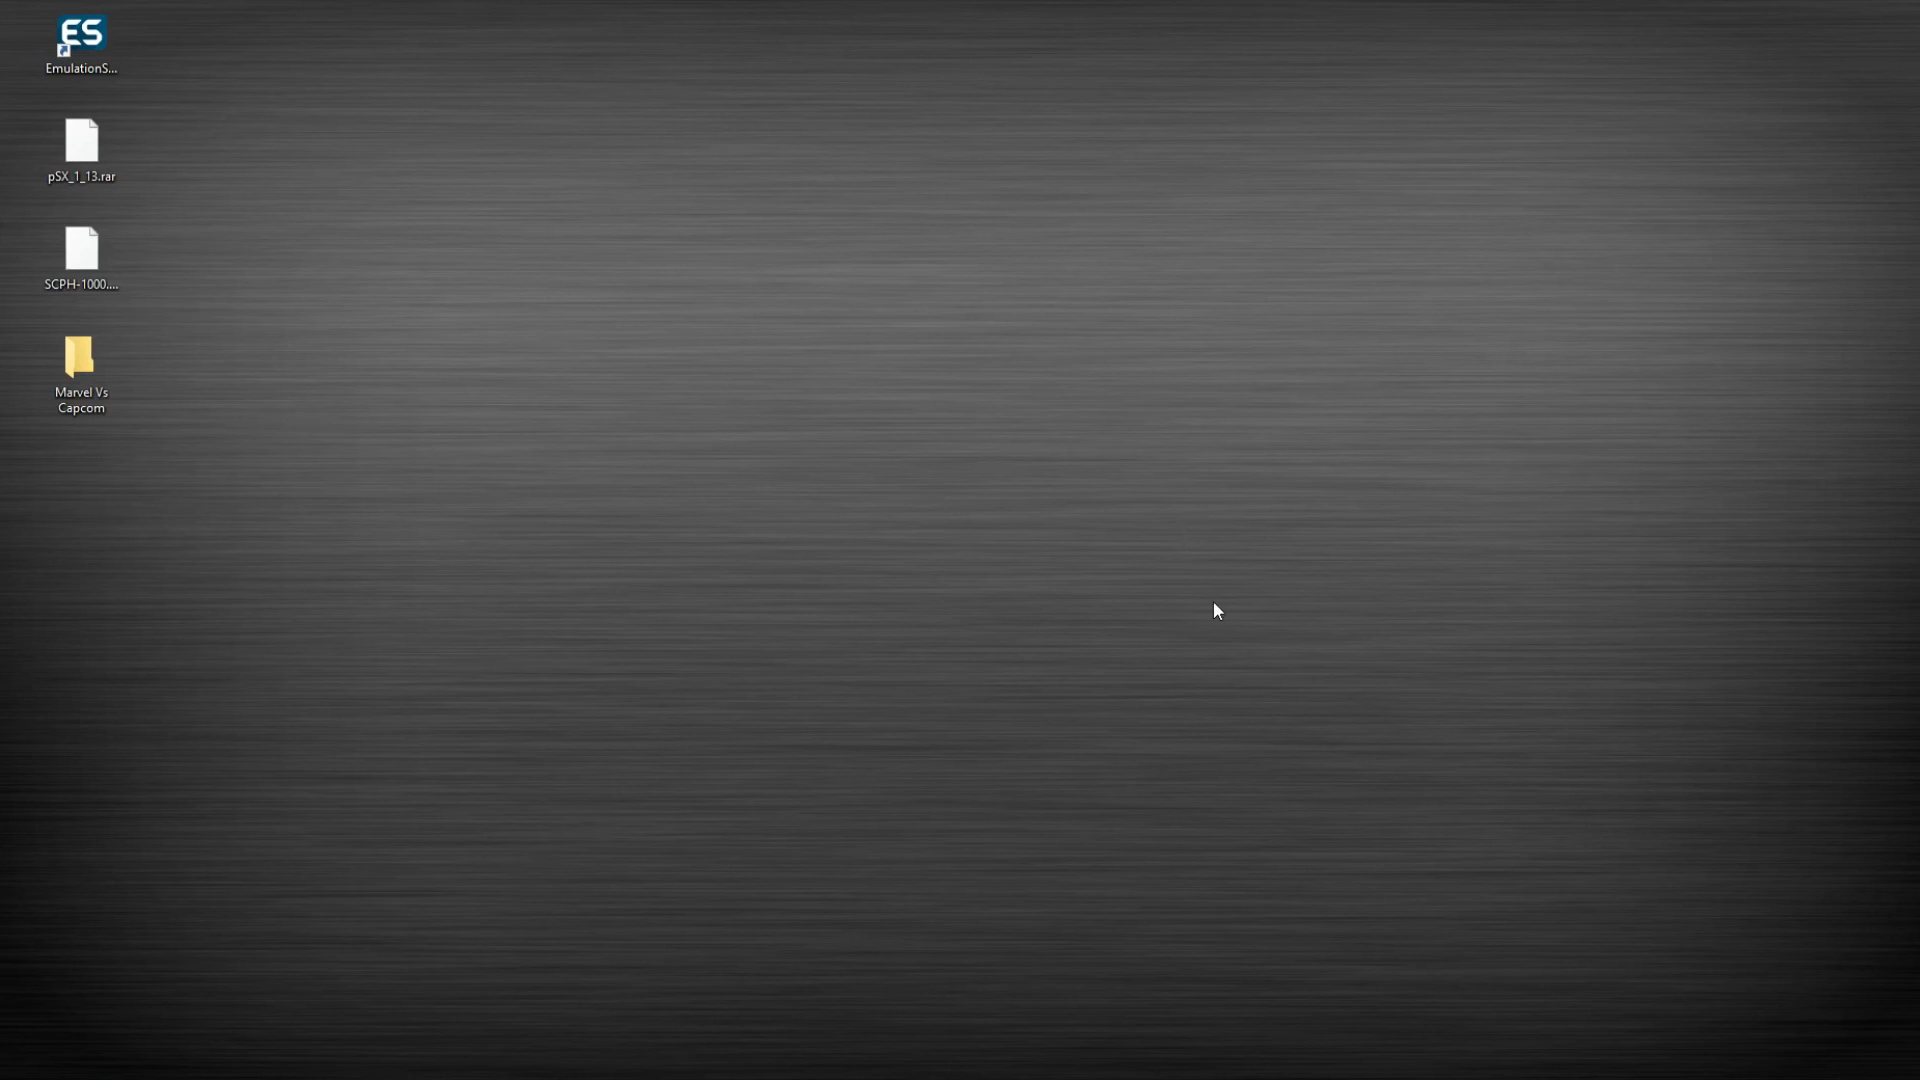 ES
EmulationS...
pSX_1_13.rar
SCPH-1000....
Marvel Vs
Capcom